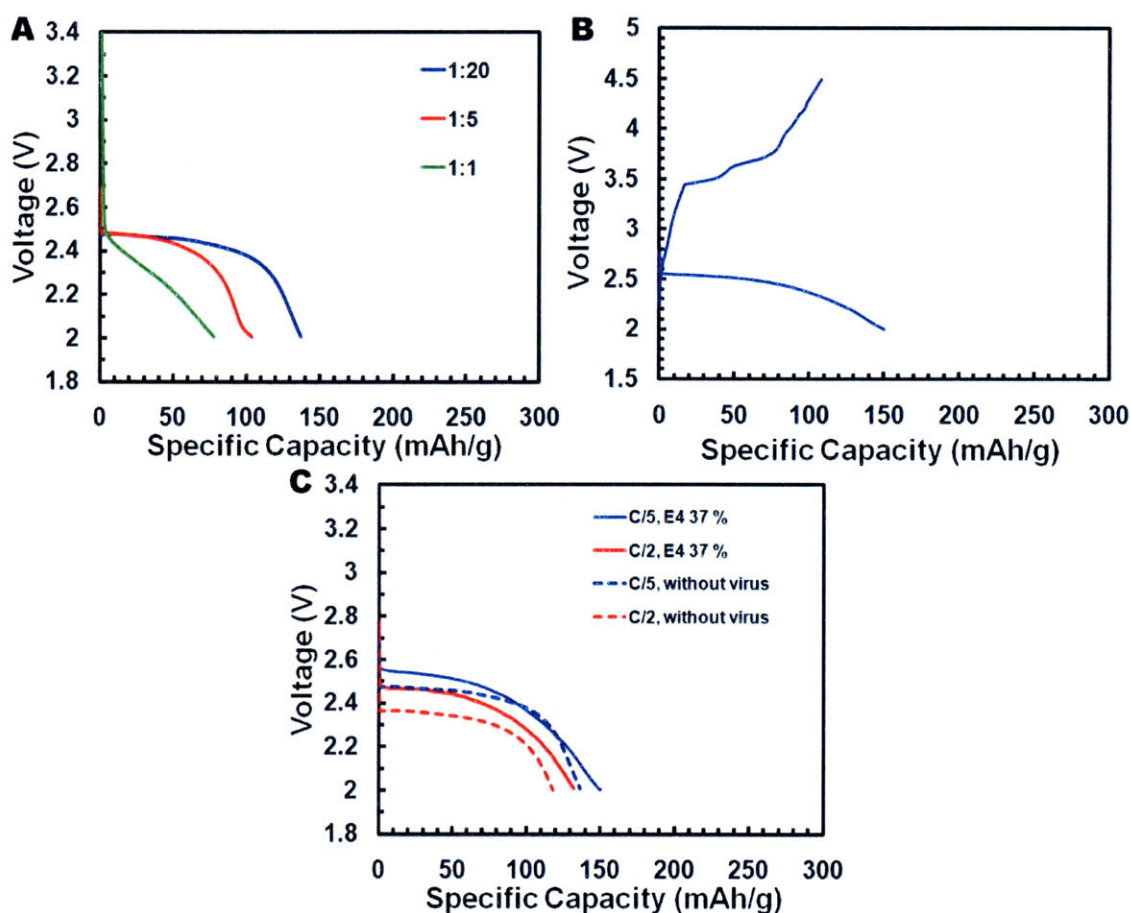 A
3.4
3.2
3
2.8
2.6
2.4
2.2
2
1.8
Voltage (V)
1:20
1:5
1:1
0 50 100 150 200 250 300
Specific Capacity (mAh/g)
B
5
4.5
4
3.5
3
2.5
2
1.5
Voltage (V)
0 50 100 150 200 250 300
Specific Capacity (mAh/g)
C
3.4
3.2
3
2.8
2.6
2.4
2.2
2
1.8
Voltage (V)
C/5, E4 37 %
C/2, E4 37 %
C/5, without virus
C/2, without virus
0 50 100 150 200 250 300
Specific Capacity (mAh/g)